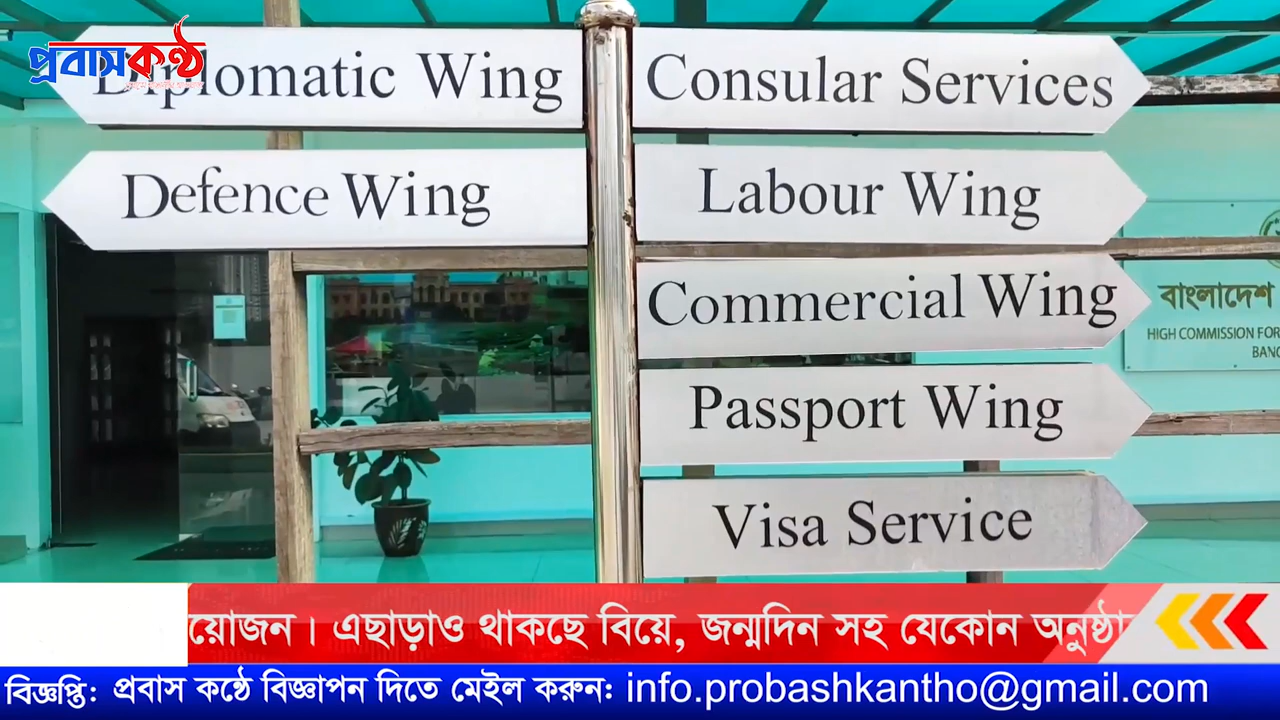 প্রবাসকণ্ঠ
Diplomatic Wing
Defence Wing
Consular Services
Labour Wing
Commercial Wing
Passport Wing
Visa Service
বাংলাদেশ
HIGH COMMISSION FOR
য়োজন। এছাড়াও থাকছে বিয়ে, জন্মদিন সহ যেকোন অনুষ্ঠা
বিজ্ঞপ্তি: প্রবাস কন্ঠে বিজ্ঞাপন দিতে মেইল করুন: info.probashkantho@gmail.com